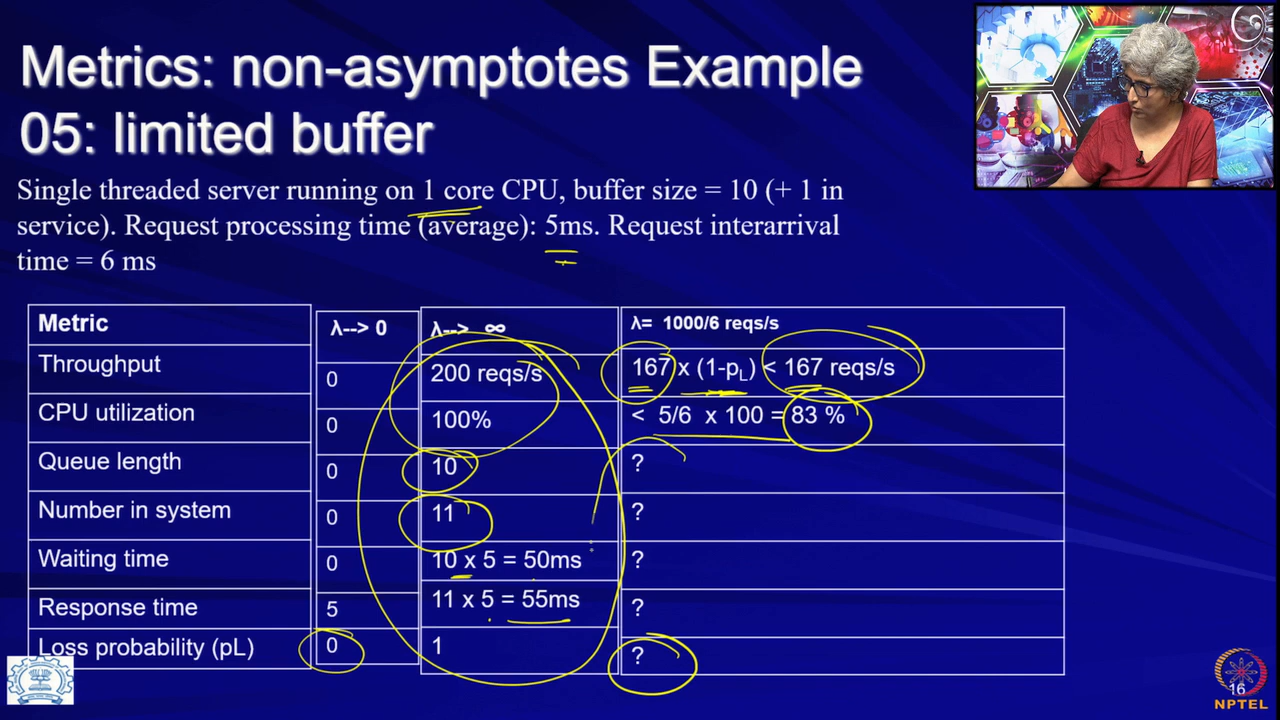 Metrics: non-asymptotes Example
05: limited buffer
Single threaded server running on 1 core CPU, buffer size = 10 (+ 1 in
service). Request processing time (average): 5ms. Request interarrival
time = 6 ms
Metric λ--> 0 λ--> ∞ λ= 1000/6 reqs/s
Throughput 0 200 reqs/s 167 x (1-pL) < 167 reqs/s
CPU utilization 0 100% < 5/6 x 100 = 83 %
Queue length 0 10 ?
Number in system 0 11 ?
Waiting time 0 10 x 5 = 50ms ?
Response time 5 11 x 5 = 55ms ?
Loss probability (pL) 0 1 ?
16
NPTEL